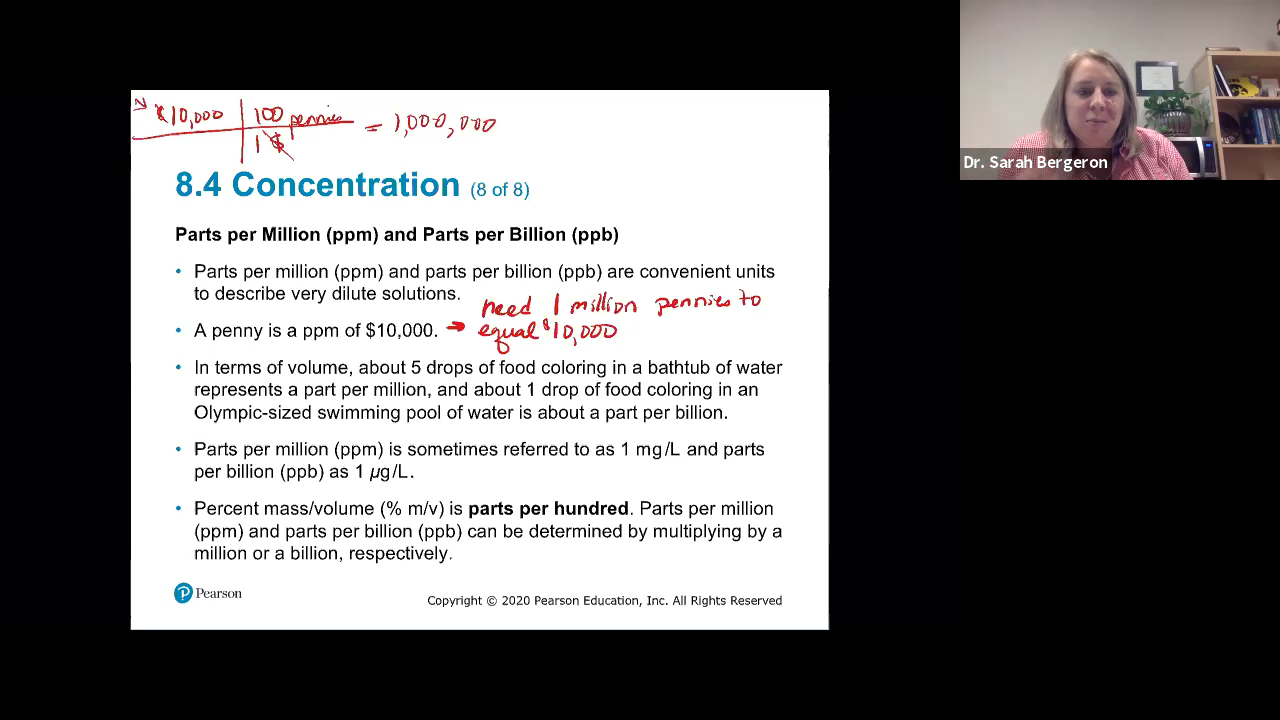 $10,000 | 100 pennies = 1,000,000
1 $
8.4 Concentration (8 of 8)
Parts per Million (ppm) and Parts per Billion (ppb)
• Parts per million (ppm) and parts per billion (ppb) are convenient units
to describe very dilute solutions.
need 1 million pennies to
• A penny is a ppm of $10,000. → equal $10,000
• In terms of volume, about 5 drops of food coloring in a bathtub of water
represents a part per million, and about 1 drop of food coloring in an
Olympic-sized swimming pool of water is about a part per billion.
• Parts per million (ppm) is sometimes referred to as 1 mg/L and parts
per billion (ppb) as 1 µg/L.
• Percent mass/volume (% m/v) is parts per hundred. Parts per million
(ppm) and parts per billion (ppb) can be determined by multiplying by a
million or a billion, respectively.
P Pearson
Copyright © 2020 Pearson Education, Inc. All Rights Reserved
Dr. Sarah Bergeron